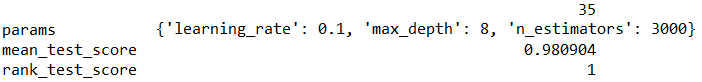 35
params {'learning_rate': 0.1, 'max_depth': 8, 'n_estimators': 3000}
mean_test_score 0.980904
rank_test_score 1